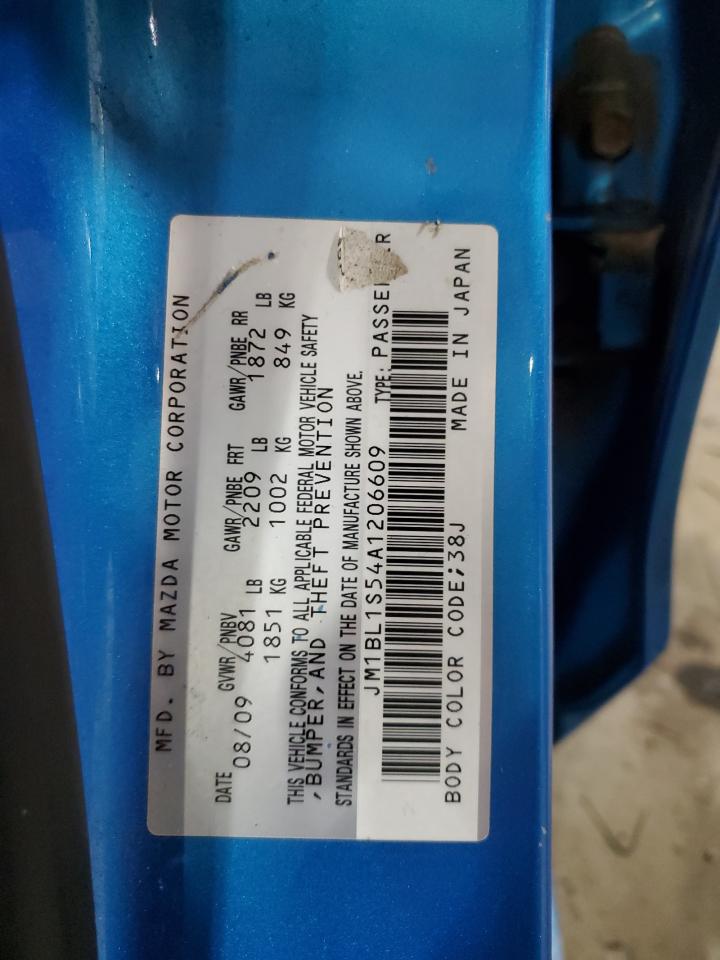 MFD. BY MAZDA MOTOR CORPORATION
DATE GVWR/PNBV GAWR/PNBE FRT GAWR/PNBE RR
08/09 4081 LB 2209 LB 1872 LB
1851 KG 1002 KG 849 KG
THIS VEHICLE CONFORMS TO ALL APPLICABLE FEDERAL MOTOR VEHICLE SAFETY
,BUMPER,AND THEFT PREVENTION
STANDARDS IN EFFECT ON THE DATE OF MANUFACTURE SHOWN ABOVE.
JM1BL1S54A1206609 TYPE:
BODY COLOR CODE;38J MADE IN JAPAN